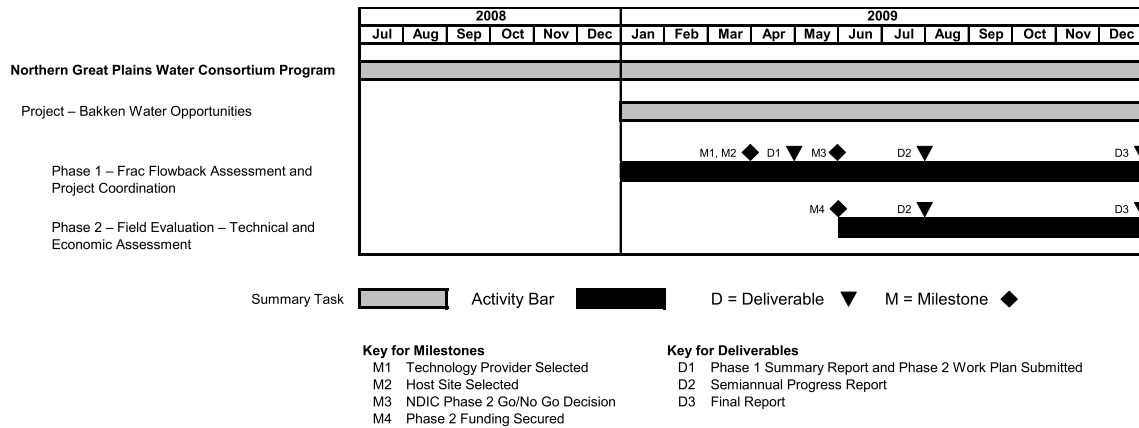 2008 2009
Jul Aug Sep Oct Nov Dec Jan Feb Mar Apr May Jun Jul Aug Sep Oct Nov Dec
Northern Great Plains Water Consortium Program
Project – Bakken Water Opportunities
M1, M2 D1 M3 D2 D3
Phase 1 – Frac Flowback Assessment and
Project Coordination
M4 D2 D3
Phase 2 – Field Evaluation – Technical and
Economic Assessment
Summary Task Activity Bar D = Deliverable M = Milestone
Key for Milestones
M1 Technology Provider Selected
M2 Host Site Selected
M3 NDIC Phase 2 Go/No Go Decision
M4 Phase 2 Funding Secured
Key for Deliverables
D1 Phase 1 Summary Report and Phase 2 Work Plan Submitted
D2 Semiannual Progress Report
D3 Final Report